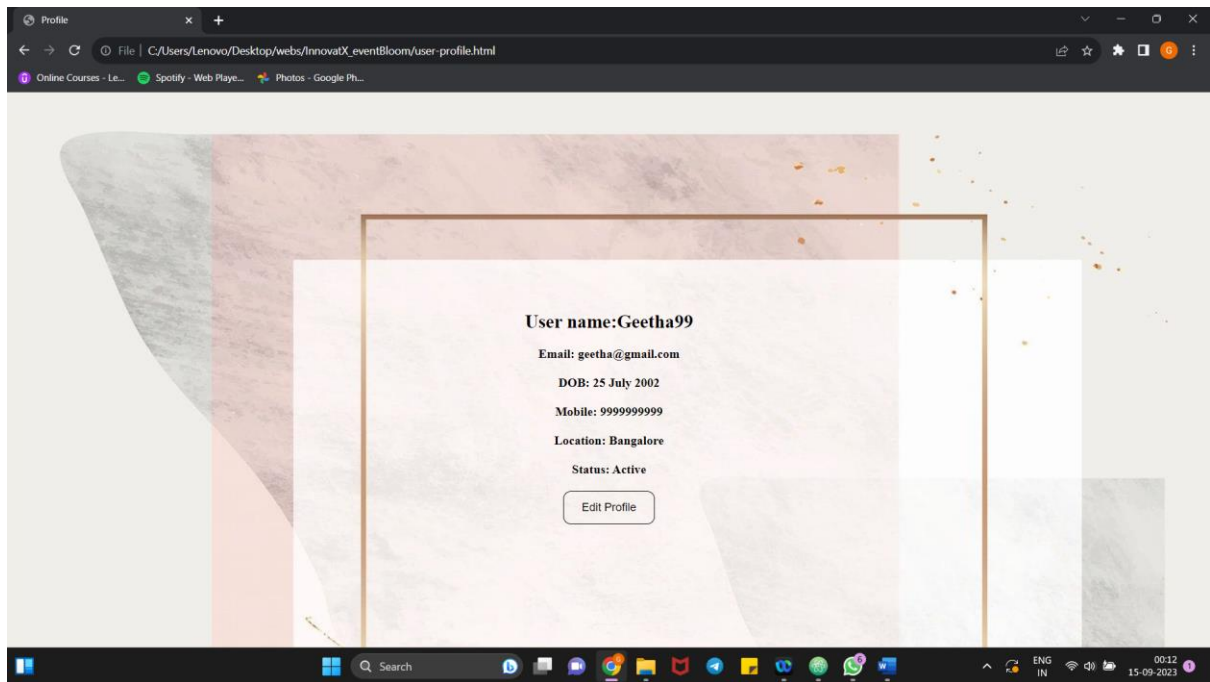 Profile
File | C:/Users/Lenovo/Desktop/webs/InnovatX_eventBloom/user-profile.html
G
Online Courses - Le... Spotify - Web Playe... Photos - Google Ph...
User name:Geetha99
Email: geetha@gmail.com
DOB: 25 July 2002
Mobile: 9999999999
Location: Bangalore
Status: Active
Edit Profile
Search
6
ENG
IN
00:12
15-09-2023
1